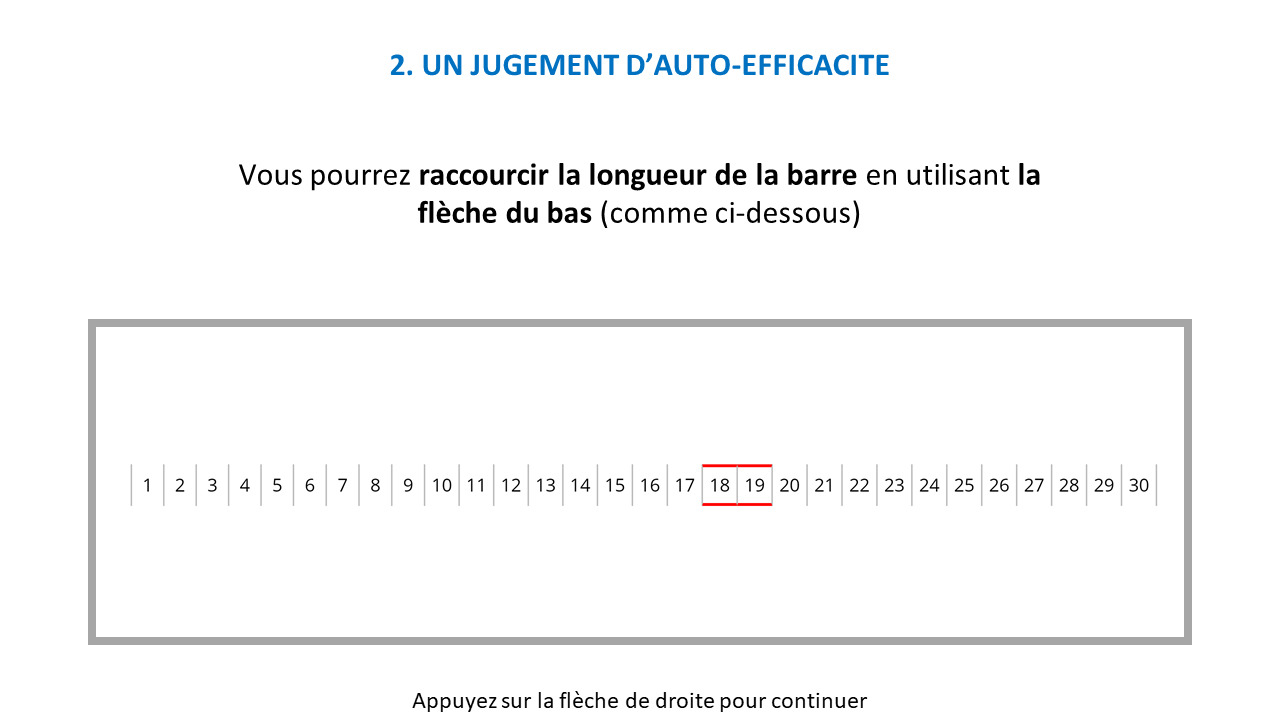 2. UN JUGEMENT D’AUTO-EFFICACITE
Vous pourrez raccourcir la longueur de la barre en utilisant la
flèche du bas (comme ci-dessous)
1 2 3 4 5 6 7 8 9 10 11 12 13 14 15 16 17 18 19 20 21 22 23 24 25 26 27 28 29 30
Appuyez sur la flèche de droite pour continuer